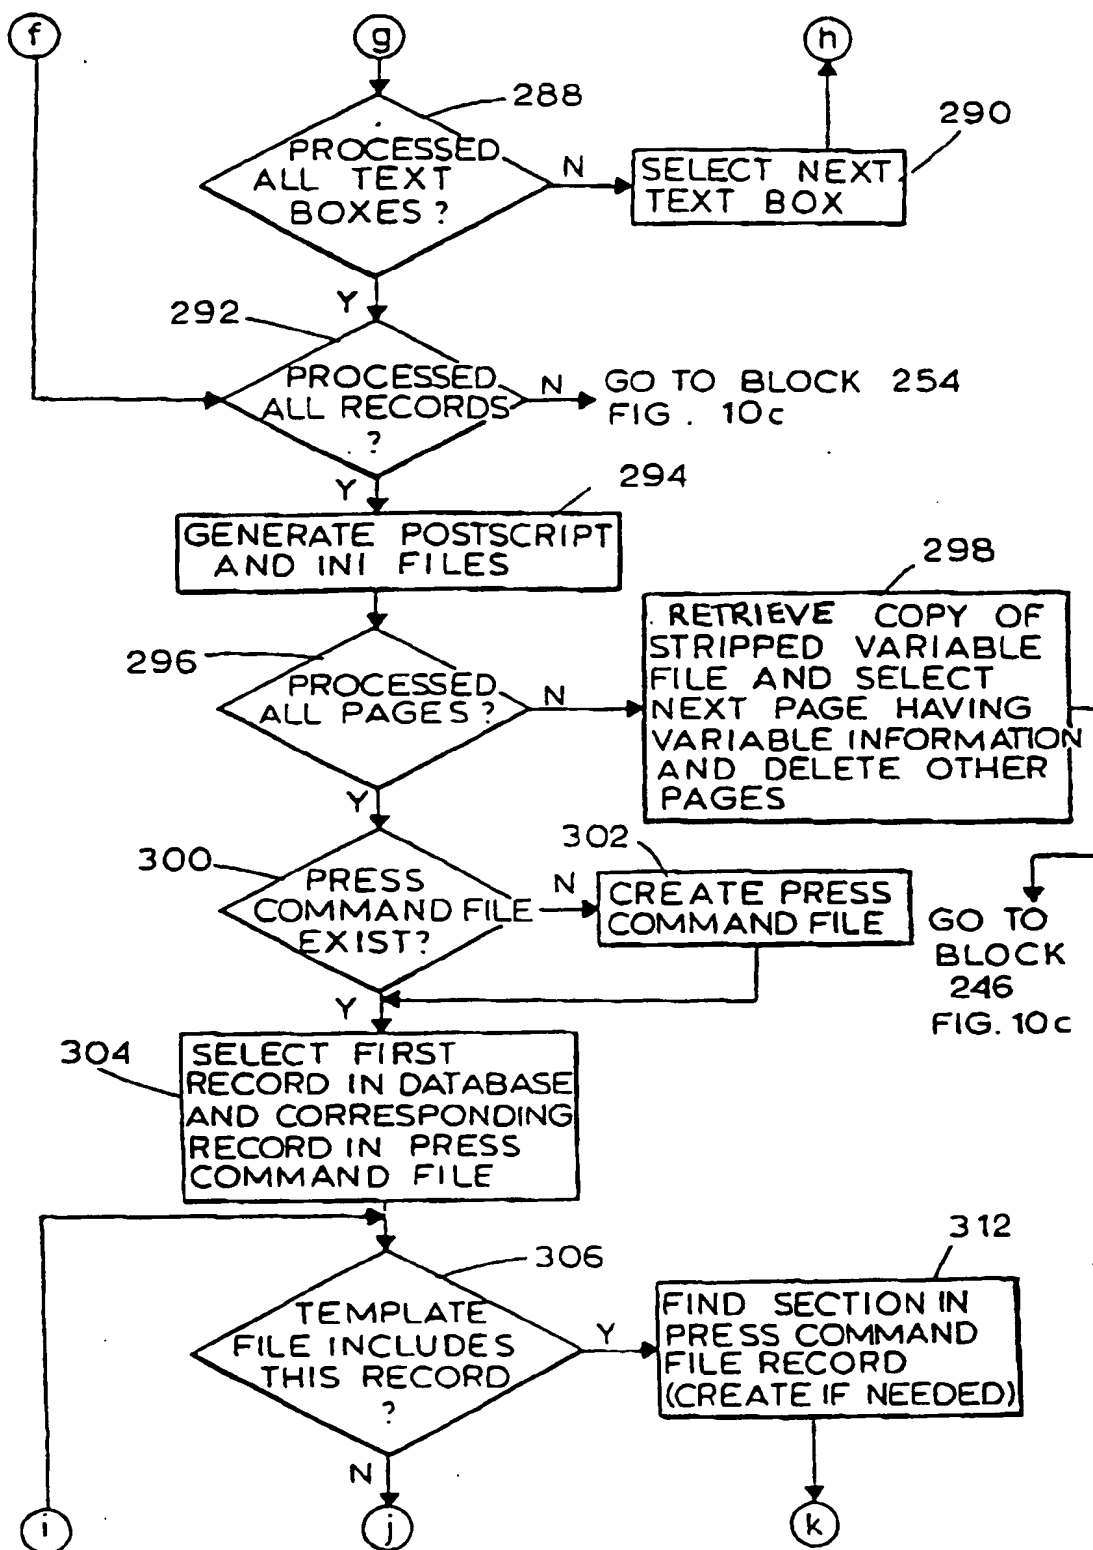 f
g
h
288
PROCESSED
ALL TEXT
BOXES?
N
290
SELECT NEXT
TEXT BOX
Y
292
PROCESSED
ALL RECORDS
?
N
GO TO BLOCK 254
FIG. 10c
Y
294
GENERATE POSTSCRIPT
AND INI FILES
296
PROCESSED
ALL PAGES?
N
298
RETRIEVE COPY OF
STRIPPED VARIABLE
FILE AND SELECT
NEXT PAGE HAVING
VARIABLE INFORMATION
AND DELETE OTHER
PAGES
Y
300
PRESS
COMMAND FILE
EXIST?
N
302
CREATE PRESS
COMMAND FILE
GO TO
BLOCK
246
FIG. 10c
Y
304
SELECT FIRST
RECORD IN DATABASE
AND CORRESPONDING
RECORD IN PRESS
COMMAND FILE
306
TEMPLATE
FILE INCLUDES
THIS RECORD
?
Y
312
FIND SECTION IN
PRESS COMMAND
FILE RECORD
(CREATE IF NEEDED)
N
i
j
k